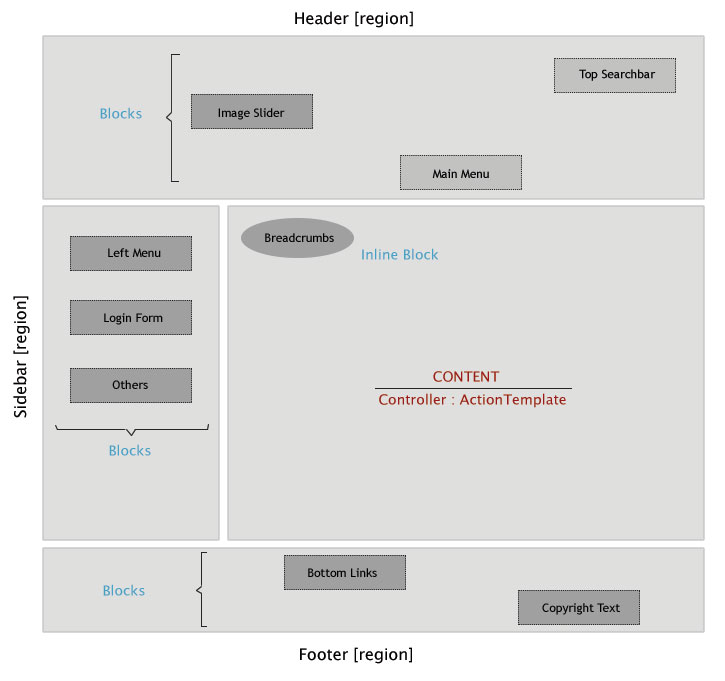 Header [region]
Top Searchbar
Blocks
Image Slider
Main Menu
Sidebar [region]
Left Menu
Login Form
Others
Blocks
Breadcrumbs
Inline Block
CONTENT
Controller : ActionTemplate
Blocks
Bottom Links
Copyright Text
Footer [region]